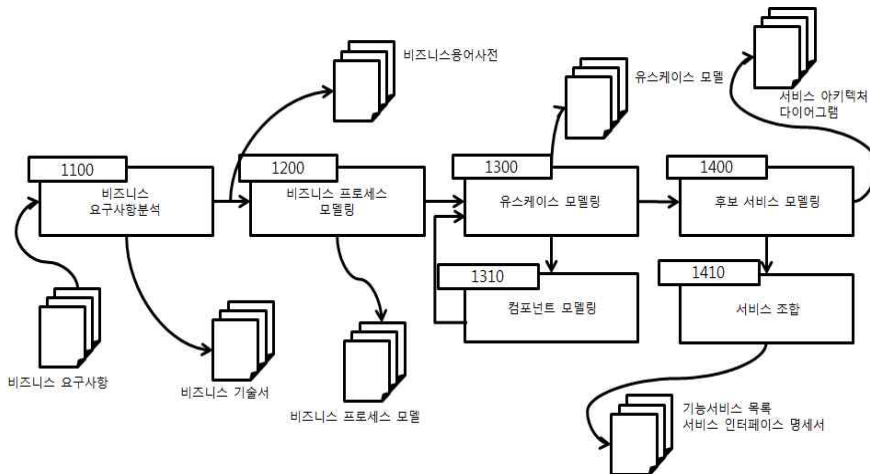 비즈니스용어사전
유스케이스 모델
서비스 아키텍처
다이어그램
1100
비즈니스
요구사항분석
1200
비즈니스 프로세스
모델링
1300
유스케이스 모델링
1400
후보 서비스 모델링
1310
컴포넌트 모델링
1410
서비스 조합
비즈니스 요구사항
비즈니스 기술서
비즈니스 프로세스 모델
기능서비스 목록
서비스 인터페이스 명세서